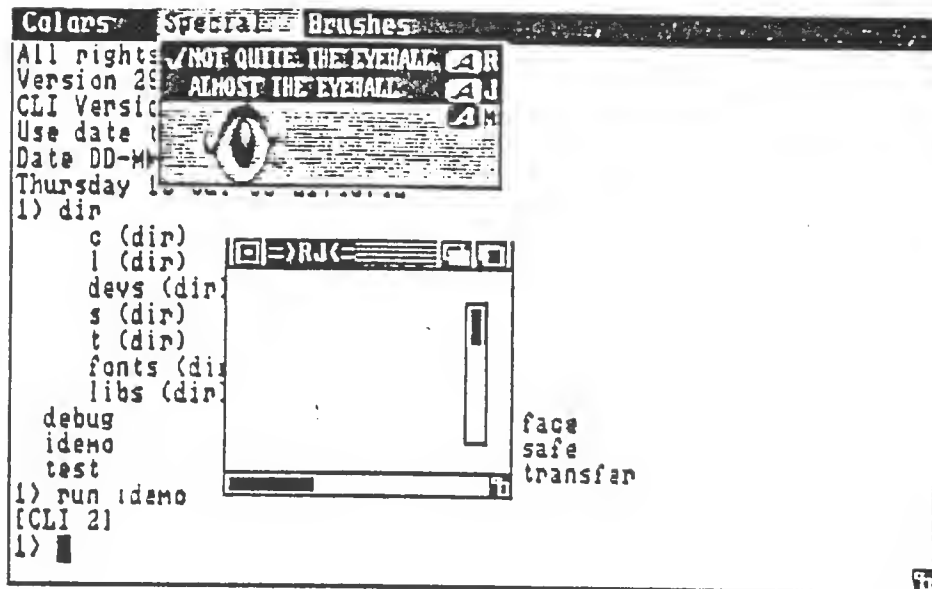 Colors Special Brushes
All rights
✓NOT QUITE THE EYEBALL A R
Version 29
ALMOST THE EYEBALL A J
CLI Versio
A M
Use date t
Date DD-M
Thursday
1) dir
c (dir)
l (dir)
devs (dir)
s (dir)
t (dir)
fonts (di
libs (dir)
=>RJ<=
debug
idemo
test
face
safe
transfer
1) run idemo
[CLI 2]
1)